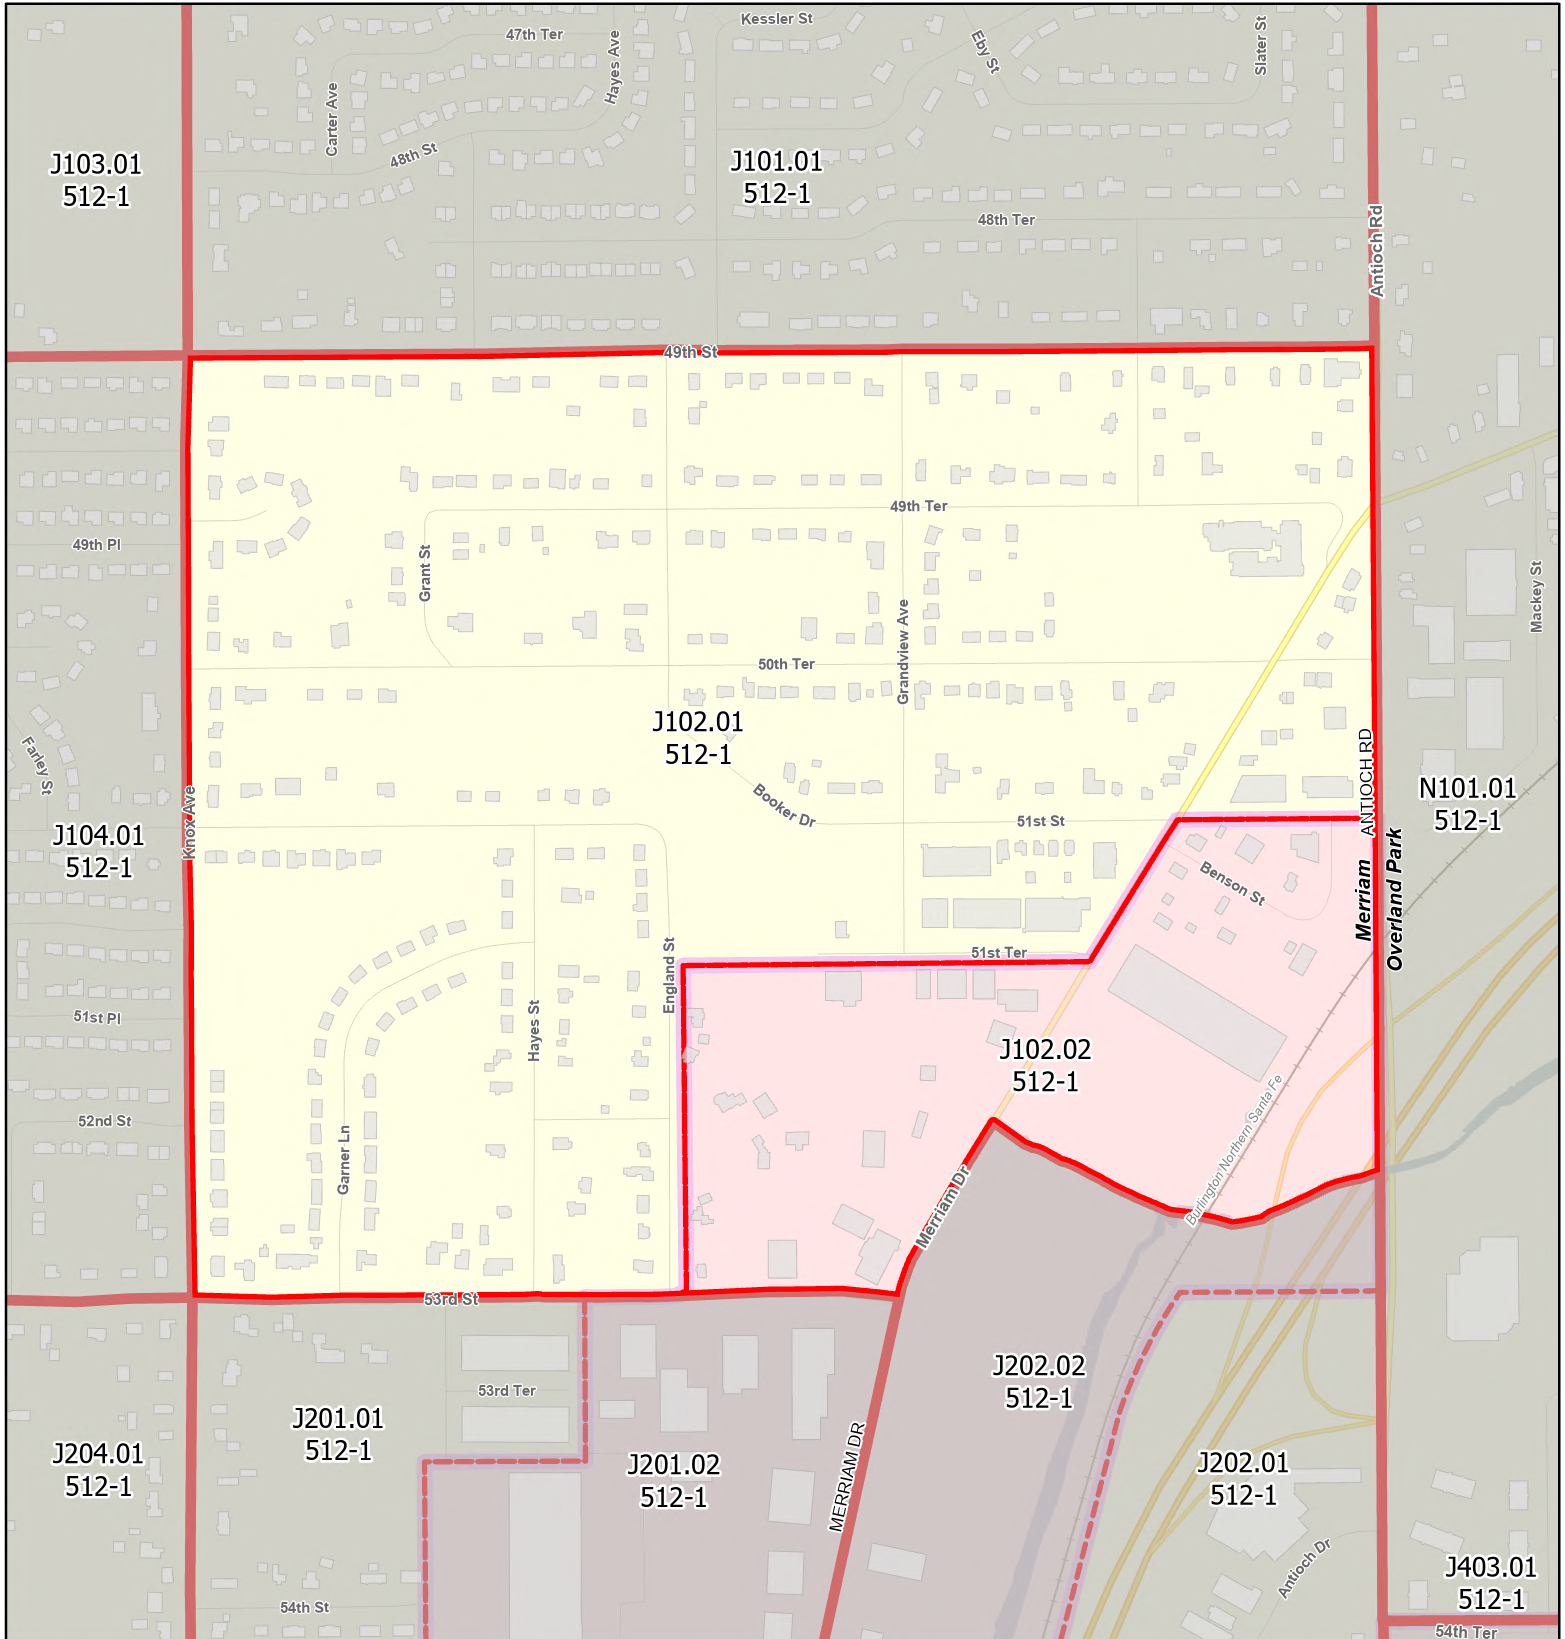 Kessler St
47th Ter
Hayes Ave
Eby St
Slater St
Carter Ave
48th St
J103.01
512-1
J101.01
512-1
48th Ter
Antioch Rd
49th St
49th Ter
49th Pl
Grant St
Mackey St
Grandview Ave
50th Ter
J102.01
512-1
Farley St
ANTIOCH RD
N101.01
512-1
Knox Ave
Booker Dr
51st St
J104.01
512-1
Merriam
Overland Park
Benson St
51st Ter
England St
Hayes St
51st Pl
J102.02
512-1
52nd St
Garner Ln
Burlington Northern Santa Fe
Merriam Dr
53rd St
J202.02
512-1
53rd Ter
J201.01
512-1
J204.01
512-1
J201.02
512-1
MERRIAM DR
J202.01
512-1
Antioch Dr
J403.01
512-1
54th St
54th Ter